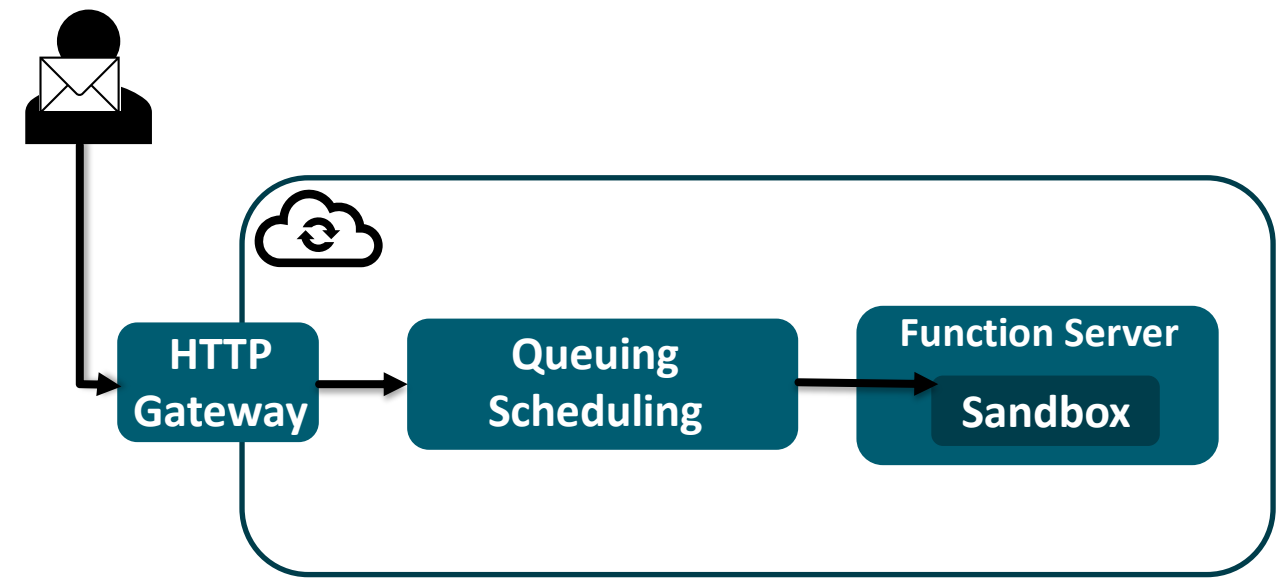 HTTP
Gateway
Queuing
Scheduling
Function Server
Sandbox